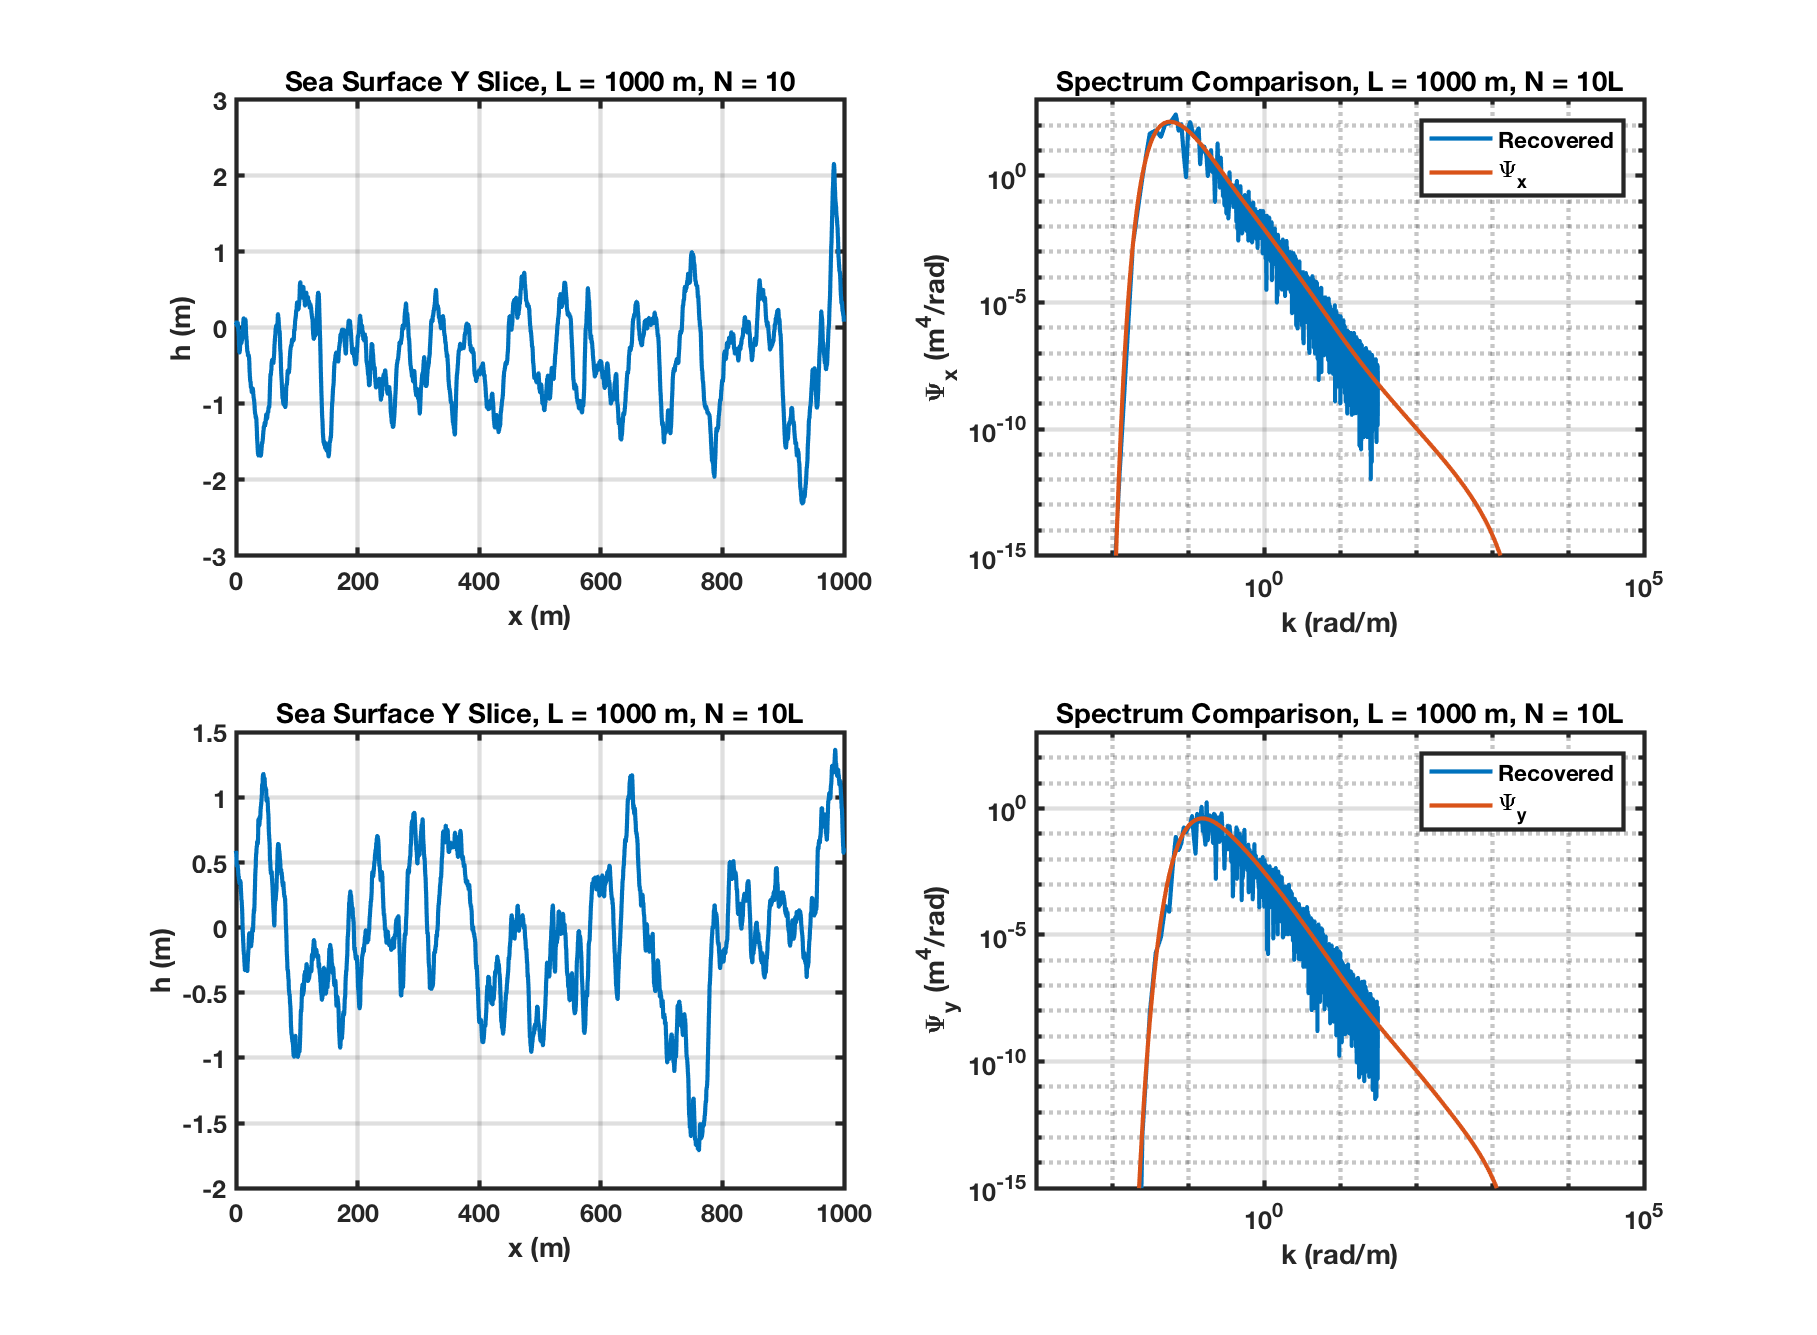 Sea Surface Y Slice, L = 1000 m, N = 10
3
2
1
0
-1
-2
-3
h (m)
0 200 400 600 800 1000
x (m)
Spectrum Comparison, L = 1000 m, N = 10L
Recovered
Ψ_x
10^0
10^-5
10^-10
10^-15
Ψ_x (m^4/rad)
10^0 10^5
k (rad/m)
Sea Surface Y Slice, L = 1000 m, N = 10L
1.5
1
0.5
0
-0.5
-1
-1.5
-2
h (m)
0 200 400 600 800 1000
x (m)
Spectrum Comparison, L = 1000 m, N = 10L
Recovered
Ψ_y
10^0
10^-5
10^-10
10^-15
Ψ_y (m^4/rad)
10^0 10^5
k (rad/m)